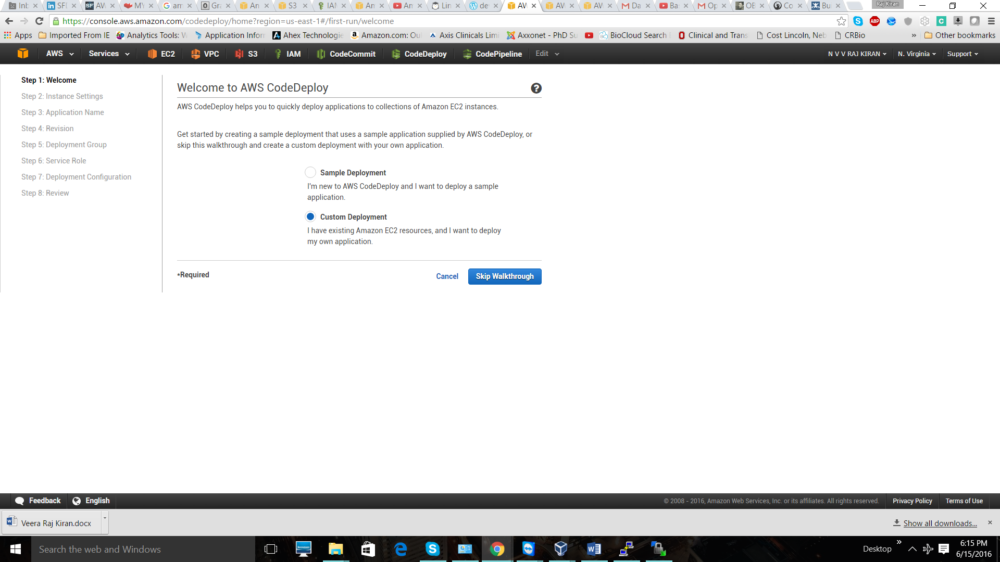 Inb
SFD
AW
MY
G
Gra
An
S3
IAM
Am
Am
Lin
de
AW
AW
AW
Da
Ba
Op
OB
Co
Bu
Raj Kiran
https://console.aws.amazon.com/codedeploy/home?region=us-east-1#/first-run/welcome
ABP
Apps
Imported From IE
Analytics Tools: W
Application Infor
Ahex Technologie
Amazon.com: Ou
Axis Clinicals Limi
Axxonet - PhD Su
BioCloud Search
Clinical and Trans
Cost Lincoln, Neb
CRBio
»
Other bookmarks
AWS
Services
EC2
VPC
S3
IAM
CodeCommit
CodeDeploy
CodePipeline
Edit
N V V RAJ KIRAN
N. Virginia
Support
Step 1: Welcome
Step 2: Instance Settings
Step 3: Application Name
Step 4: Revision
Step 5: Deployment Group
Step 6: Service Role
Step 7: Deployment Configuration
Step 8: Review
Welcome to AWS CodeDeploy
AWS CodeDeploy helps you to quickly deploy applications to collections of Amazon EC2 instances.
Get started by creating a sample deployment that uses a sample application supplied by AWS CodeDeploy, or
skip this walkthrough and create a custom deployment with your own application.
Sample Deployment
I'm new to AWS CodeDeploy and I want to deploy a sample
application.
Custom Deployment
I have existing Amazon EC2 resources, and I want to deploy
my own application.
*Required
Cancel
Skip Walkthrough
Feedback
English
© 2008 - 2016, Amazon Web Services, Inc. or its affiliates. All rights reserved.
Privacy Policy
Terms of Use
Veera Raj Kiran.docx
Show all downloads...
Search the web and Windows
Desktop
»
6:15 PM
6/15/2016